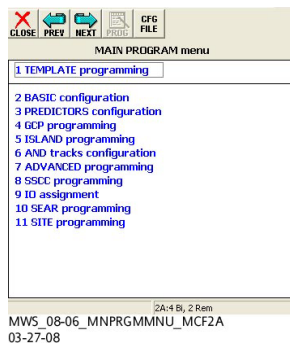 CLOSE PREV NEXT PROG CFG FILE
MAIN PROGRAM menu
1 TEMPLATE programming
2 BASIC configuration
3 PREDICTORS configuration
4 GCP programming
5 ISLAND programming
6 AND tracks configuration
7 ADVANCED programming
8 SSCC programming
9 IO assignment
10 SEAR programming
11 SITE programming
2A:4 Bi, 2 Rem
MWS_08-06_MNPRGMMNU_MCF2A
03-27-08